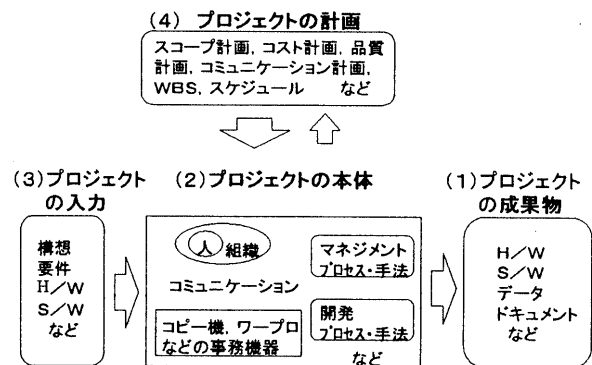 (4) プロジェクトの計画
スコープ計画, コスト計画, 品質
計画, コミュニケーション計画,
WBS, スケジュール など
(3)プロジェクト
の入力
構想
要件
H/W
S/W
など
(2)プロジェクトの本体
人 組織
コミュニケーション
コピー機, ワープロ
などの事務機器
マネジメント
プロセス・手法
開発
プロセス・手法
など
(1)プロジェクト
の成果物
H/W
S/W
データ
ドキュメント
など